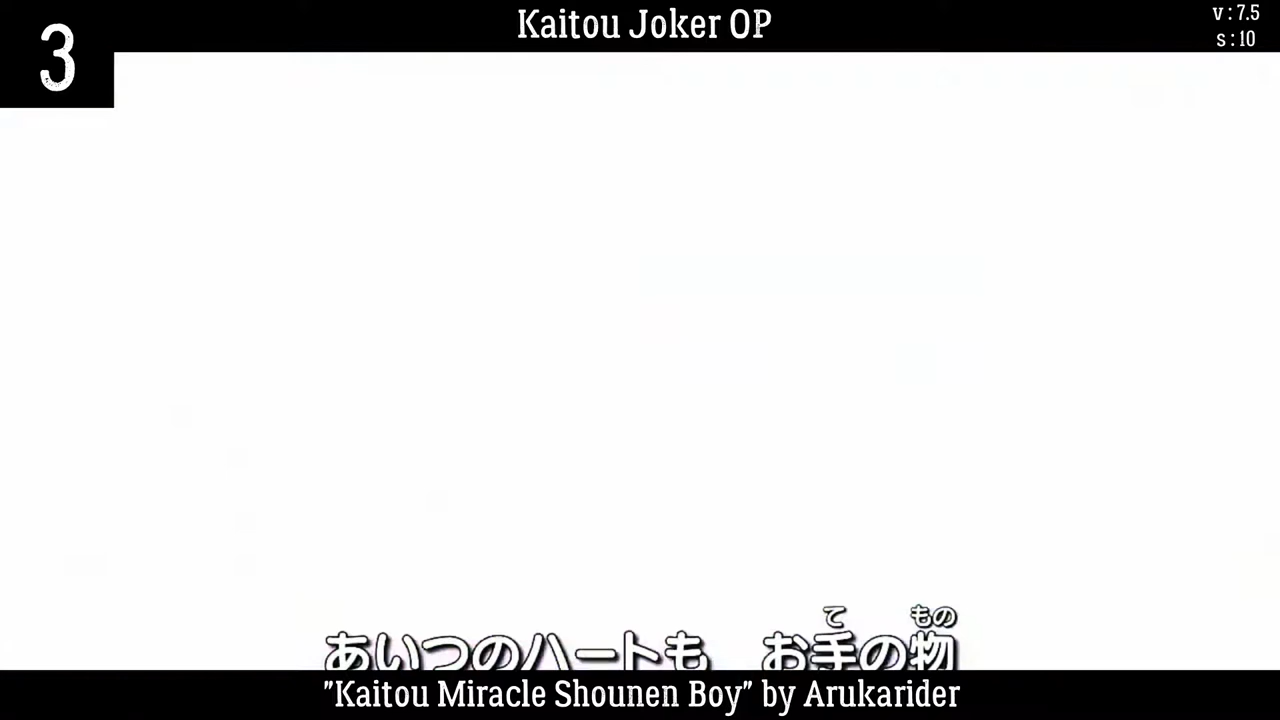 3
Kaitou Joker OP
v : 7.5
s : 10
て もの
あいつのハートも お手の物
"Kaitou Miracle Shounen Boy" by Arukarider